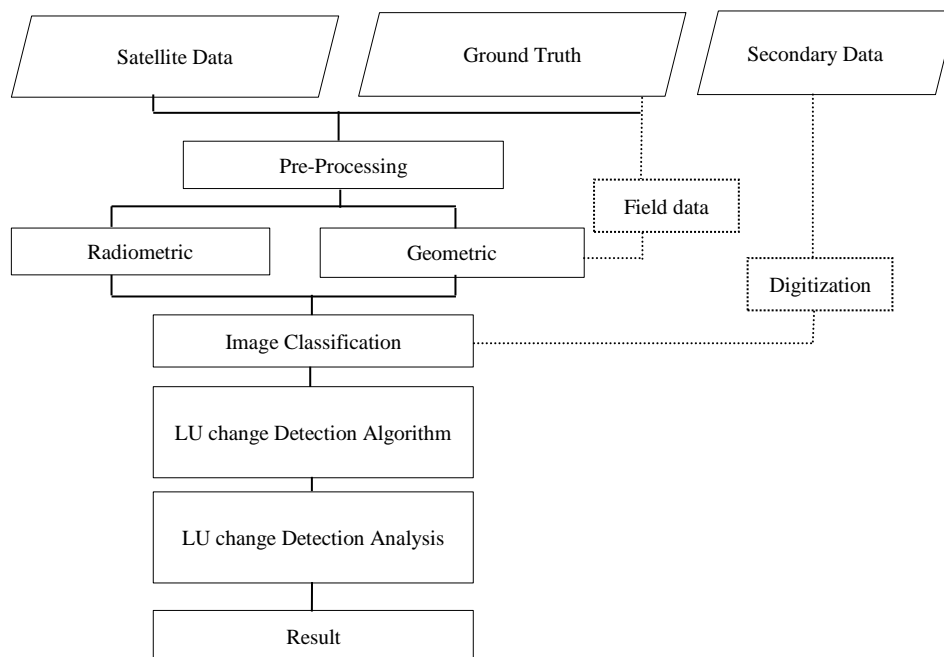 Satellite Data
Ground Truth
Secondary Data
Pre-Processing
Field data
Radiometric
Geometric
Digitization
Image Classification
LU change Detection Algorithm
LU change Detection Analysis
Result